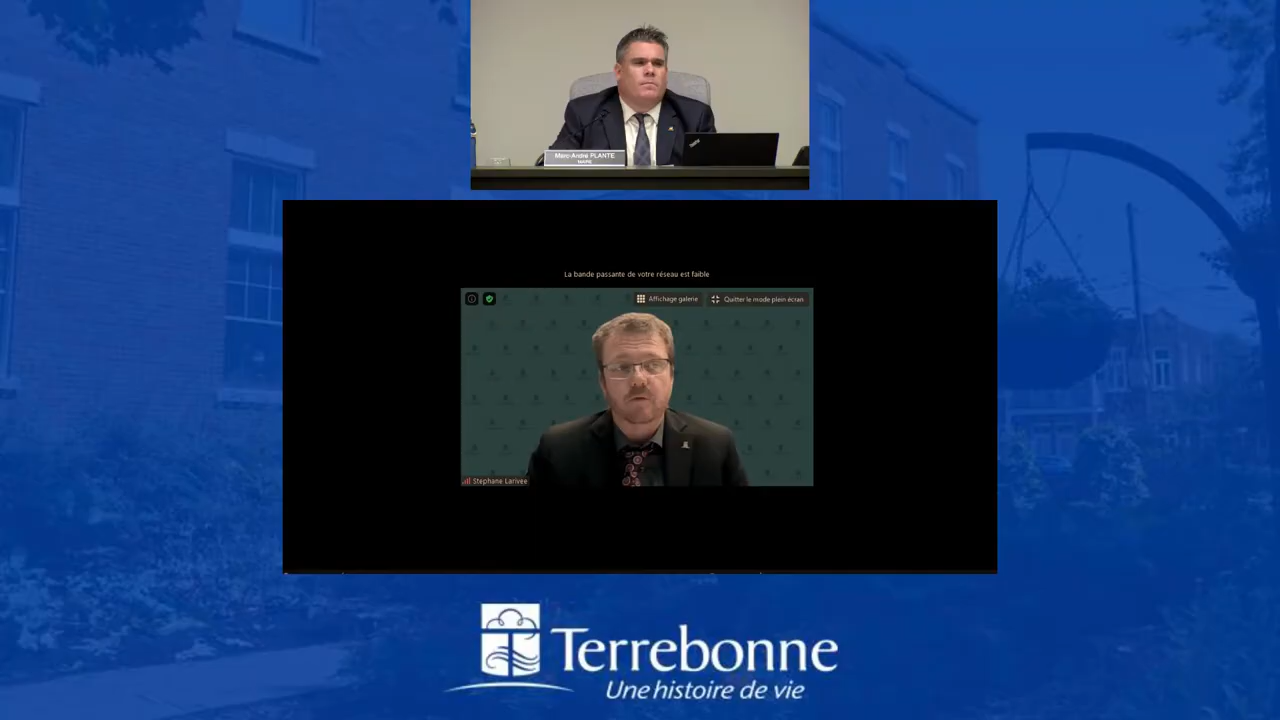 Marc-André PLANTE
MAIRE
La bande passante de votre réseau est faible
Affichage galerie
Quitter le mode plein écran
Stéphane Larivée
Terrebonne
Une histoire de vie